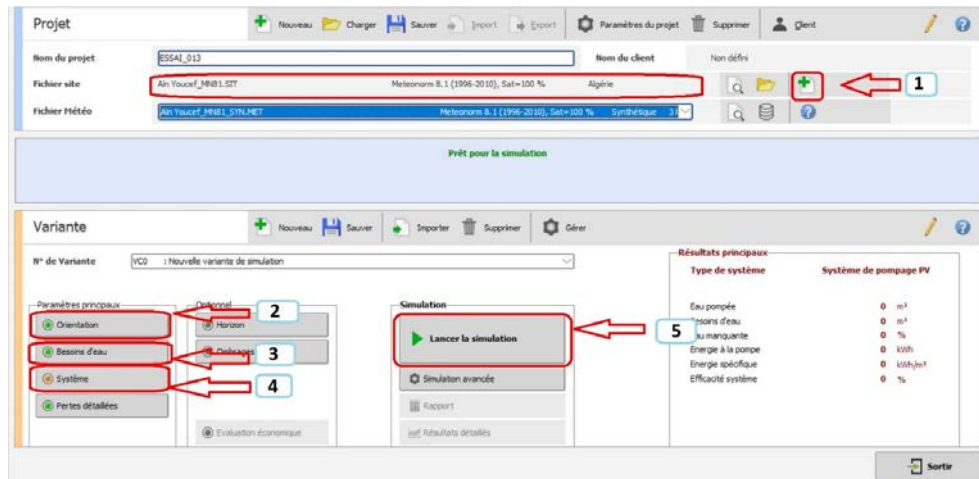 Projet Nouveau Charger Sauver Import Export Paramètres du projet Supprimer Client
Nom du projet ESSAI_013 Nom du client Non défini
Fichier site Ain Youcef_MN81.SIT Meteonorm 8.1 (1996-2010), Sat=100 % Algérie 1
Fichier Météo Ain Youcef_MN81_SYN.MET Meteonorm 8.1 (1996-2010), Sat=100 % Synthétique
Prêt pour la simulation
Variante Nouveau Sauver Importer Supprimer Gérer
N° de Variante VC0 : Nouvelle variante de simulation
Résultats principaux
Type de système Système de pompage PV
Paramètres principaux Optionnel Simulation
Orientation 2 Horizon Lancer la simulation 5
Besoins d'eau 3 Ombrages
Système 4 Simulation avancée
Pertes détaillées Rapport
Evaluation économique Résultats détaillés
Eau pompée 0 m³
Besoins d'eau 0 m³
manquante 0 %
Energie à la pompe 0 kWh
Energie spécifique 0 kWh/m³
Efficacité système 0 %
Sortir